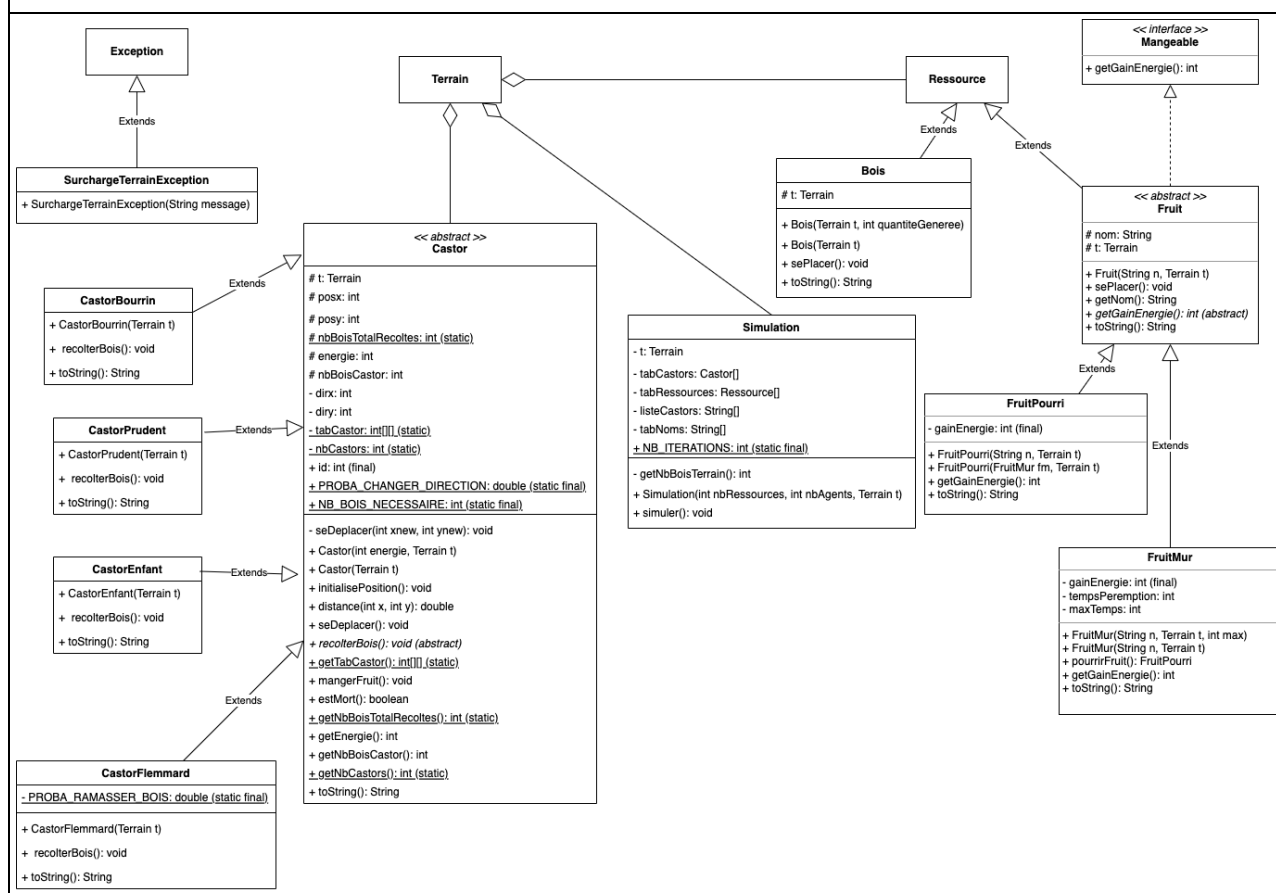 Exception
Extends
SurchargeTerrainException
+ SurchargeTerrainException(String message)
Terrain
Ressource
<< interface >>
Mangeable
+ getGainEnergie(): int
Extends
Extends
Bois
# t: Terrain
+ Bois(Terrain t, int quantiteGeneree)
+ Bois(Terrain t)
+ sePlacer(): void
+ toString(): String
<< abstract >>
Fruit
# nom: String
# t: Terrain
+ Fruit(String n, Terrain t)
+ sePlacer(): void
+ getNom(): String
+ getGainEnergie(): int (abstract)
+ toString(): String
<< abstract >>
Castor
# t: Terrain
# posx: int
# posy: int
# nbBoisTotalRecoltes: int (static)
# energie: int
# nbBoisCastor: int
- dirx: int
- diry: int
- tabCastor: int[][] (static)
- nbCastors: int (static)
+ id: int (final)
+ PROBA_CHANGER_DIRECTION: double (static final)
+ NB_BOIS_NECESSAIRE: int (static final)
- seDeplacer(int xnew, int ynew): void
+ Castor(int energie, Terrain t)
+ Castor(Terrain t)
+ initialisePosition(): void
+ distance(int x, int y): double
+ seDeplacer(): void
+ recolterBois(): void (abstract)
+ getTabCastor(): int[][] (static)
+ mangerFruit(): void
+ estMort(): boolean
+ getNbBoisTotalRecoltes(): int (static)
+ getEnergie(): int
+ getNbBoisCastor: int
+ getNbCastors(): int (static)
+ toString(): String
Extends
CastorBourrin
+ CastorBourrin(Terrain t)
+ recolterBois(): void
+ toString(): String
Extends
CastorPrudent
+ CastorPrudent(Terrain t)
+ recolterBois(): void
+ toString(): String
Extends
CastorEnfant
+ CastorEnfant(Terrain t)
+ recolterBois(): void
+ toString(): String
Extends
CastorFlemmard
- PROBA_RAMASSER_BOIS: double (static final)
+ CastorFlemmard(Terrain t)
+ recolterBois(): void
+ toString(): String
Simulation
- t: Terrain
- tabCastors: Castor[]
- tabRessources: Ressource[]
- listeCastors: String[]
- tabNoms: String[]
+ NB_ITERATIONS: int (static final)
- getNbBoisTerrain(): int
+ Simulation(int nbRessources, int nbAgents, Terrain t)
+ simuler(): void
Extends
FruitPourri
- gainEnergie: int (final)
+ FruitPourri(String n, Terrain t)
+ FruitPourri(FruitMur fm, Terrain t)
+ getGainEnergie(): int
+ toString(): String
Extends
FruitMur
- gainEnergie: int (final)
- tempsPeremption: int
- maxTemps: int
+ FruitMur(String n, Terrain t, int max)
+ FruitMur(String n, Terrain t)
+ pourrirFruit(): FruitPourri
+ getGainEnergie(): int
+ toString(): String